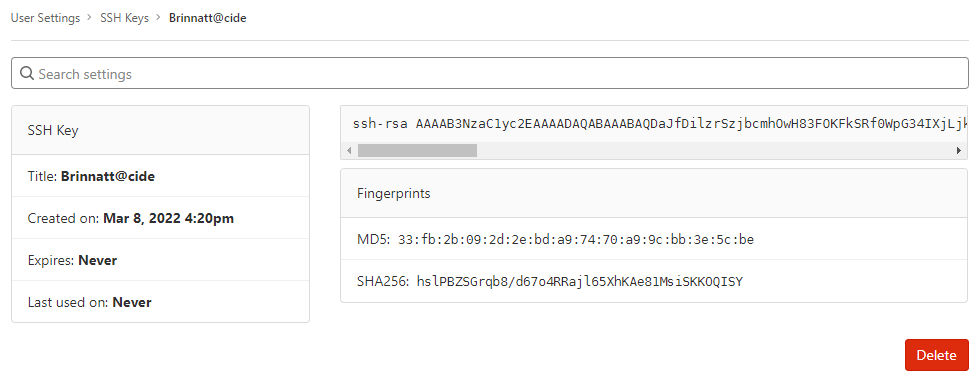 User Settings > SSH Keys > Brinnatt@cide
Search settings
SSH Key
Title: Brinnatt@cide
Created on: Mar 8, 2022 4:20pm
Expires: Never
Last used on: Never
ssh-rsa AAAAB3NzaC1yc2EAAAADAQABAAABAQDaJfDilzrSzjbcmhOwH83FOKFkSRf0WpG34IXjLjk
Fingerprints
MD5: 33:fb:2b:09:2d:2e:bd:a9:74:70:a9:9c:bb:3e:5c:be
SHA256: hslPBZSGrqb8/d67o4RRajl65XhKAe81MsiSKKOQISY
Delete